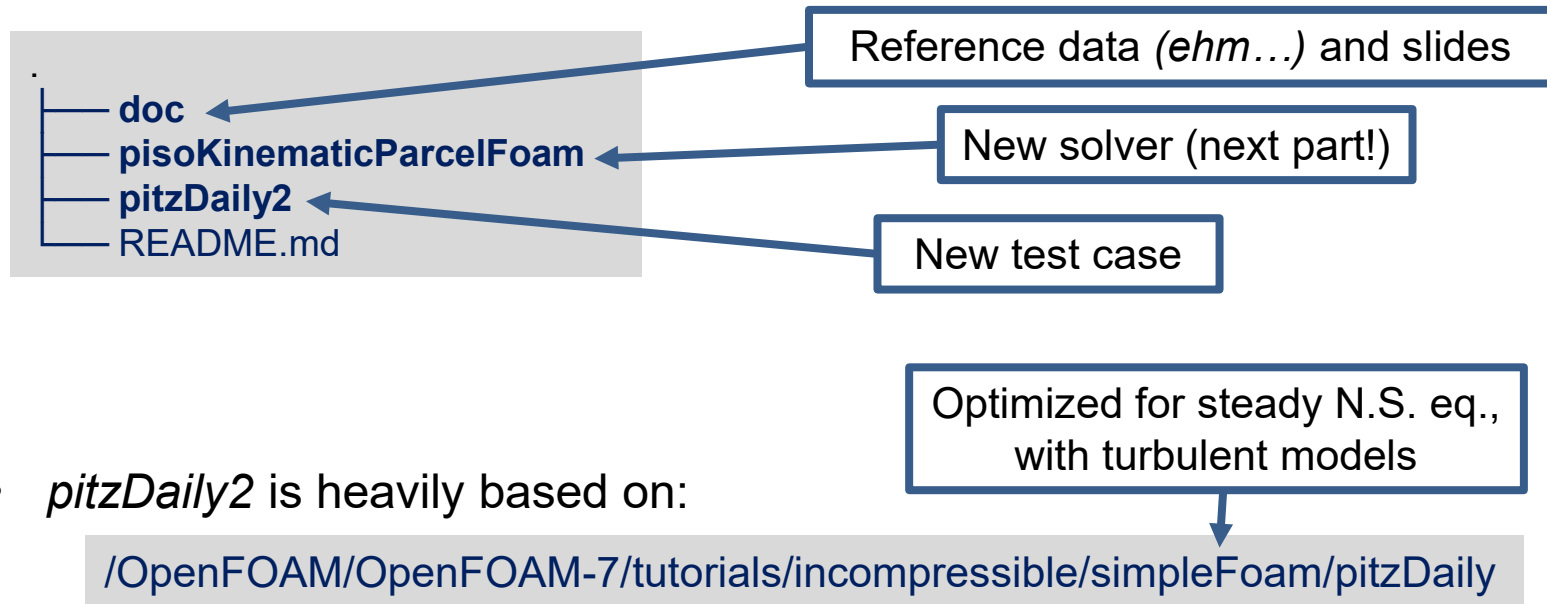 Reference data (ehm…) and slides
.
├── doc
├── pisoKinematicParcelFoam
├── pitzDaily2
└── README.md
New solver (next part!)
New test case
Optimized for steady N.S. eq.,
with turbulent models
• pitzDaily2 is heavily based on:
/OpenFOAM/OpenFOAM-7/tutorials/incompressible/simpleFoam/pitzDaily